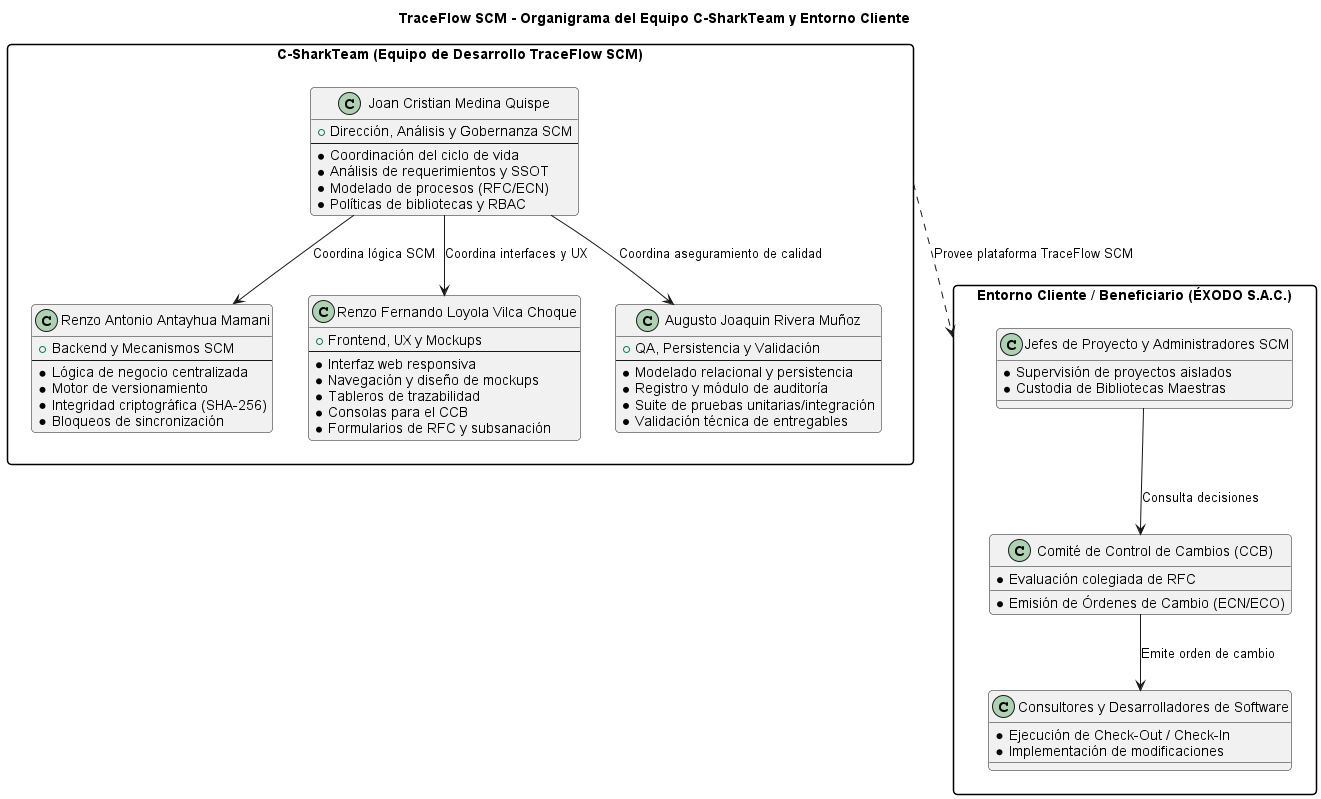 TraceFlow SCM - Organigrama del Equipo C-SharkTeam y Entorno Cliente
C-SharkTeam (Equipo de Desarrollo TraceFlow SCM)
C Joan Cristian Medina Quispe
Dirección, Análisis y Gobernanza SCM
Coordinación del ciclo de vida
Análisis de requerimientos y SSOT
Modelado de procesos (RFC/ECN)
Políticas de bibliotecas y RBAC
Coordina lógica SCM
Coordina interfaces y UX
Coordina aseguramiento de calidad
C Renzo Antonio Antayhua Mamani
Backend y Mecanismos SCM
Lógica de negocio centralizada
Motor de versionamiento
Integridad criptográfica (SHA-256)
Bloqueos de sincronización
C Renzo Fernando Loyola Vilca Choque
Frontend, UX y Mockups
Interfaz web responsiva
Navegación y diseño de mockups
Tableros de trazabilidad
Consolas para el CCB
Formularios de RFC y subsanación
C Augusto Joaquin Rivera Muñoz
QA, Persistencia y Validación
Modelado relacional y persistencia
Registro y módulo de auditoría
Suite de pruebas unitarias/integración
Validación técnica de entregables
Provee plataforma TraceFlow SCM
Entorno Cliente / Beneficiario (ÉXODO S.A.C.)
C Jefes de Proyecto y Administradores SCM
Supervisión de proyectos aislados
Custodia de Bibliotecas Maestras
Consulta decisiones
C Comité de Control de Cambios (CCB)
Evaluación colegiada de RFC
Emisión de Órdenes de Cambio (ECN/ECO)
Emite orden de cambio
C Consultores y Desarrolladores de Software
Ejecución de Check-Out / Check-In
Implementación de modificaciones